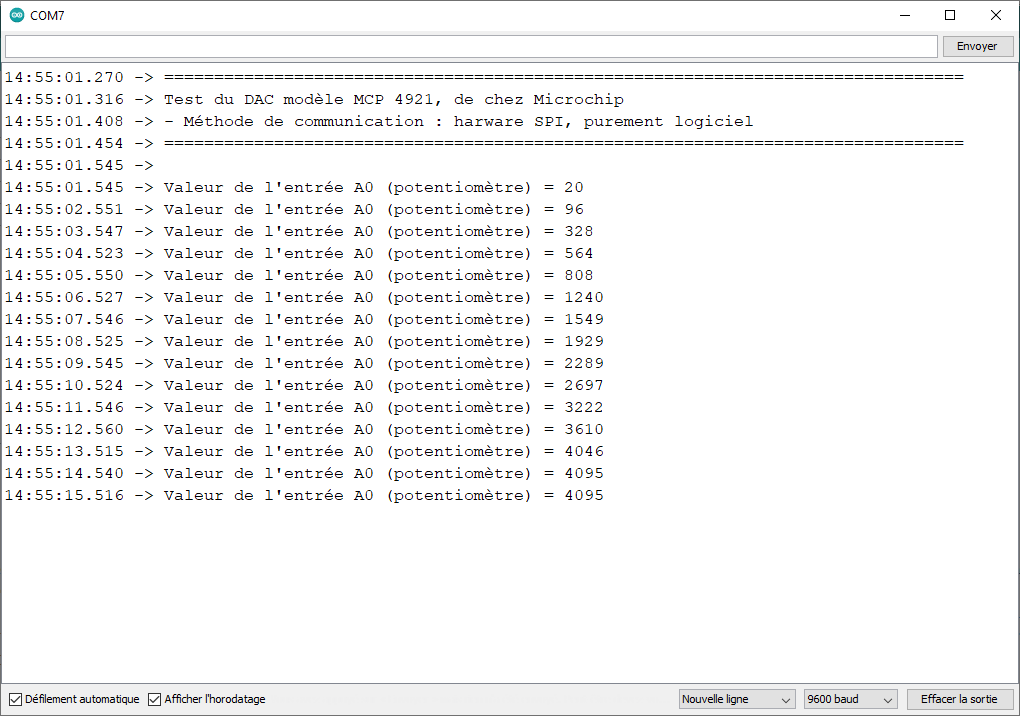 COM7
Envoyer
14:55:01.270 -> ================================================================================
14:55:01.316 -> Test du DAC modèle MCP 4921, de chez Microchip
14:55:01.408 -> - Méthode de communication : harware SPI, purement logiciel
14:55:01.454 -> ================================================================================
14:55:01.545 ->
14:55:01.545 -> Valeur de l'entrée A0 (potentiomètre) = 20
14:55:02.551 -> Valeur de l'entrée A0 (potentiomètre) = 96
14:55:03.547 -> Valeur de l'entrée A0 (potentiomètre) = 328
14:55:04.523 -> Valeur de l'entrée A0 (potentiomètre) = 564
14:55:05.550 -> Valeur de l'entrée A0 (potentiomètre) = 808
14:55:06.527 -> Valeur de l'entrée A0 (potentiomètre) = 1240
14:55:07.546 -> Valeur de l'entrée A0 (potentiomètre) = 1549
14:55:08.525 -> Valeur de l'entrée A0 (potentiomètre) = 1929
14:55:09.545 -> Valeur de l'entrée A0 (potentiomètre) = 2289
14:55:10.524 -> Valeur de l'entrée A0 (potentiomètre) = 2697
14:55:11.546 -> Valeur de l'entrée A0 (potentiomètre) = 3222
14:55:12.560 -> Valeur de l'entrée A0 (potentiomètre) = 3610
14:55:13.515 -> Valeur de l'entrée A0 (potentiomètre) = 4046
14:55:14.540 -> Valeur de l'entrée A0 (potentiomètre) = 4095
14:55:15.516 -> Valeur de l'entrée A0 (potentiomètre) = 4095
Défilement automatique Afficher l'horodatage Nouvelle ligne 9600 baud Effacer la sortie